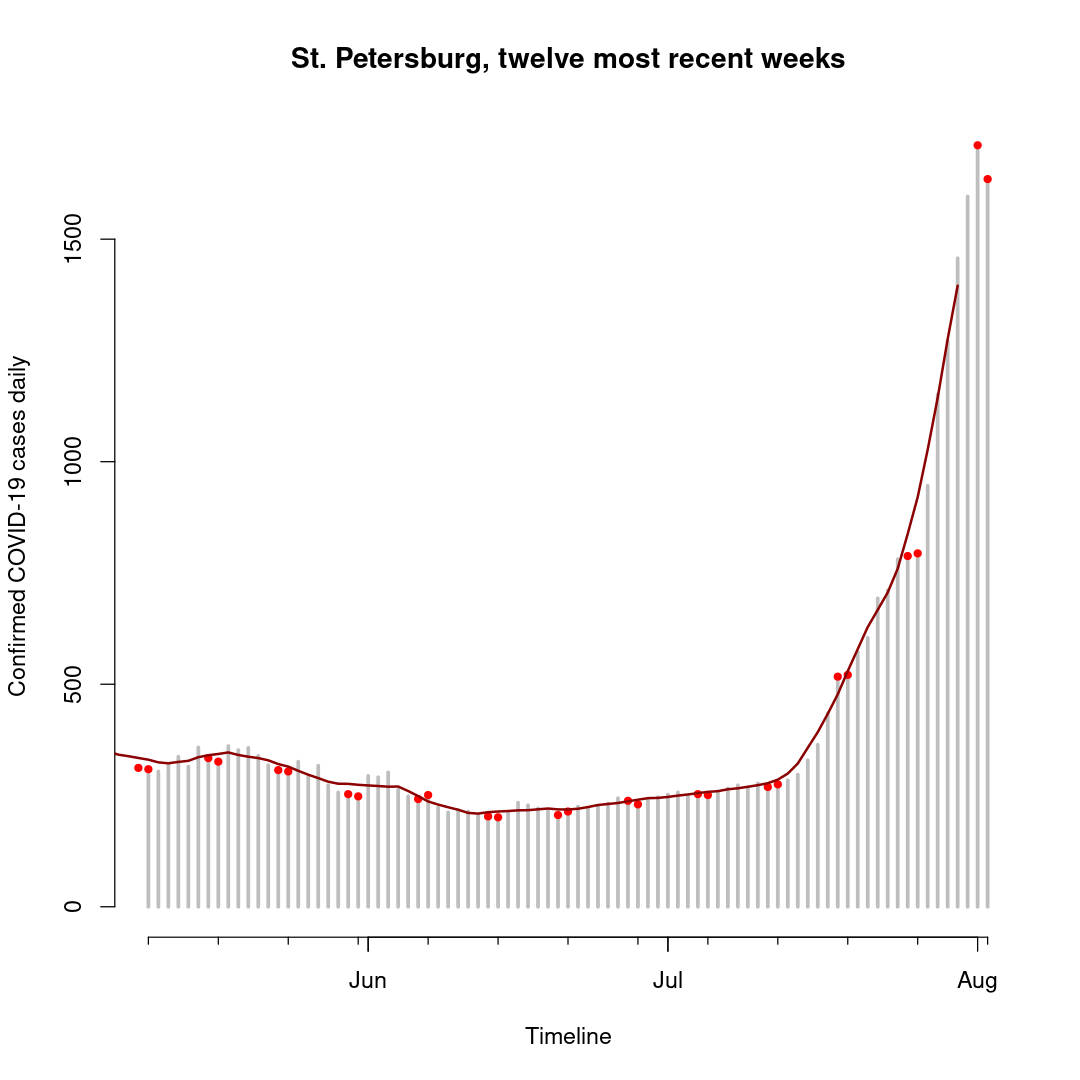 St. Petersburg, twelve most recent weeks
Confirmed COVID-19 cases daily
1500
1000
500
0
Jun Jul Aug
Timeline